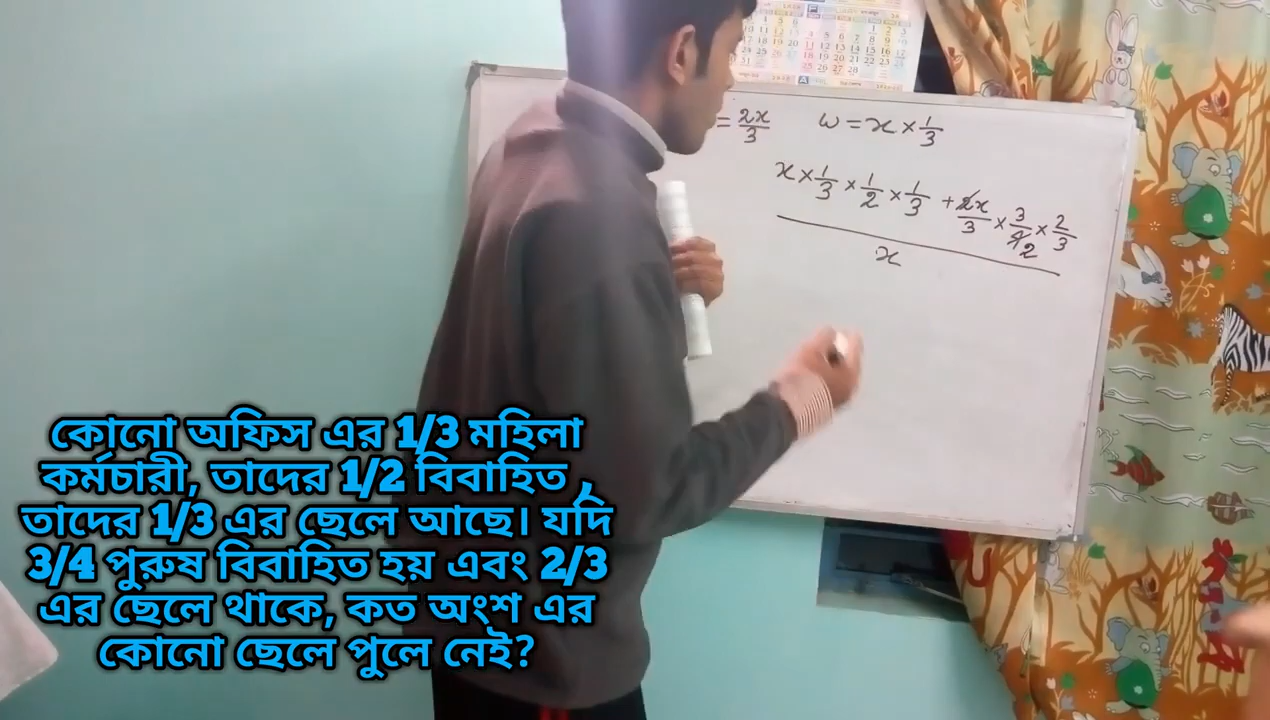 = 2x/3 w = x × 1/3
x × 1/3 × 1/2 × 1/3 + 2x/3 × 3/4 2 × 2/3
x
কোনো অফিস এর 1/3 মহিলা
কর্মচারী, তাদের 1/2 বিবাহিত ,
তাদের 1/3 এর ছেলে আছে। যদি
3/4 পুরুষ বিবাহিত হয় এবং 2/3
এর ছেলে থাকে, কত অংশ এর
কোনো ছেলে পুলে নেই?